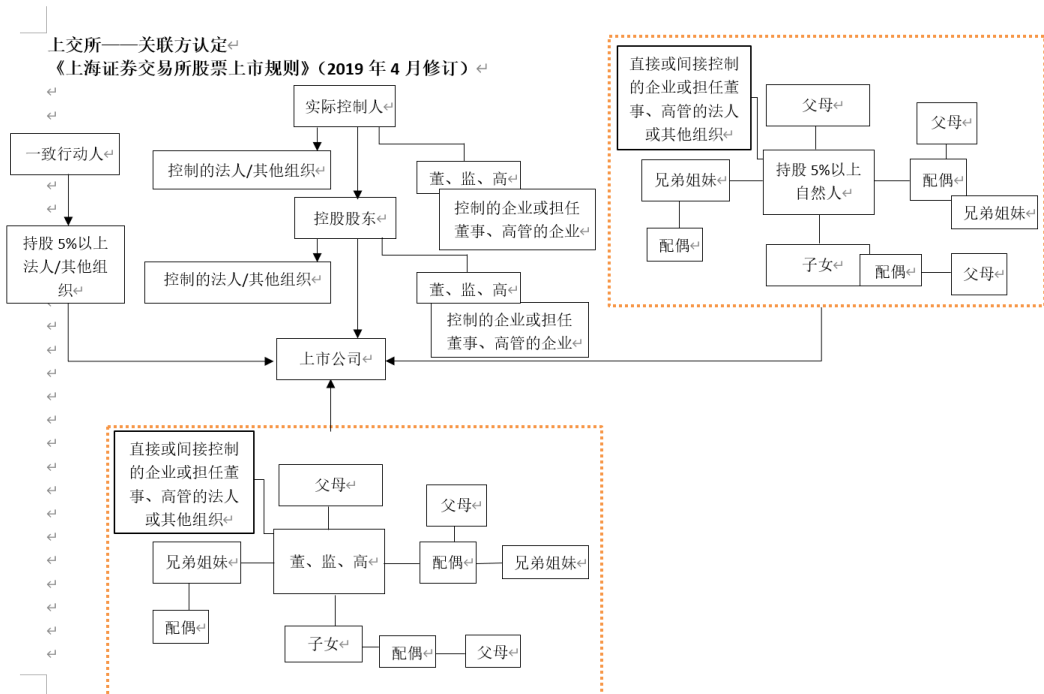 上交所——关联方认定
《上海证券交易所股票上市规则》（2019 年 4 月修订）
实际控制人
一致行动人
控制的法人/其他组织
董、监、高
控制的企业或担任
董事、高管的企业
控股股东
持股 5%以上
法人/其他组
织
控制的法人/其他组织
董、监、高
控制的企业或担任
董事、高管的企业
上市公司
直接或间接控制
的企业或担任董
事、高管的法人
或其他组织
父母
父母
兄弟姐妹
持股 5%以上
自然人
配偶
兄弟姐妹
配偶
子女
配偶
父母
直接或间接控制
的企业或担任董
事、高管的法人
或其他组织
父母
父母
兄弟姐妹
董、监、高
配偶
兄弟姐妹
配偶
子女
配偶
父母